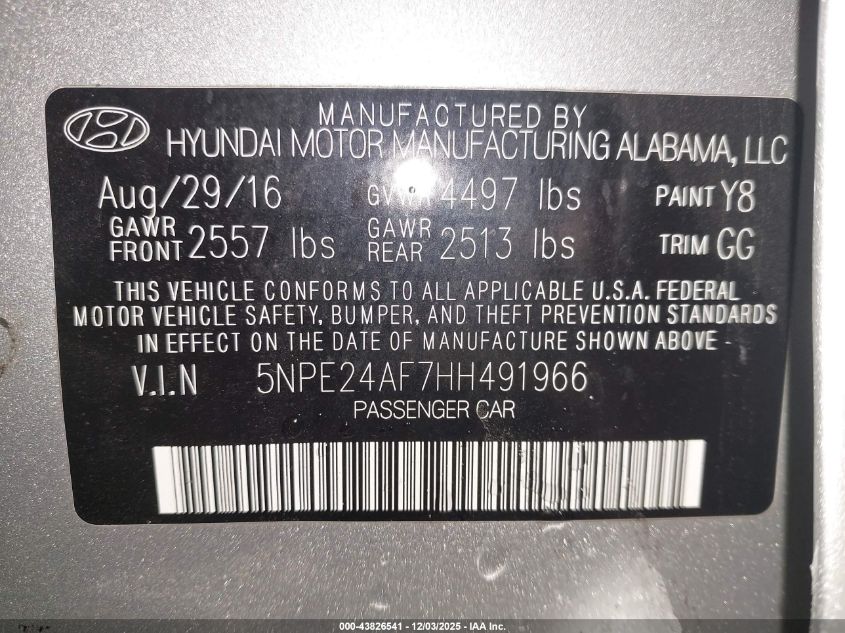 MANUFACTURED BY
HYUNDAI MOTOR MANUFACTURING ALABAMA, LLC
Aug/29/16 GVWR 4497 lbs PAINT Y8
GAWR FRONT 2557 lbs GAWR REAR 2513 lbs TRIM GG
THIS VEHICLE CONFORMS TO ALL APPLICABLE U.S.A. FEDERAL
MOTOR VEHICLE SAFETY, BUMPER, AND THEFT PREVENTION STANDARDS
IN EFFECT ON THE DATE OF MANUFACTURE SHOWN ABOVE
V.I.N 5NPE24AF7HH491966
PASSENGER CAR
000-43826541 - 12/03/2025 - IAA Inc.